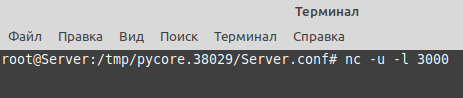 Терминал
Файл Правка Вид Поиск Терминал Справка
root@Server:/tmp/pycore.38029/Server.conf# nc -u -l 3000